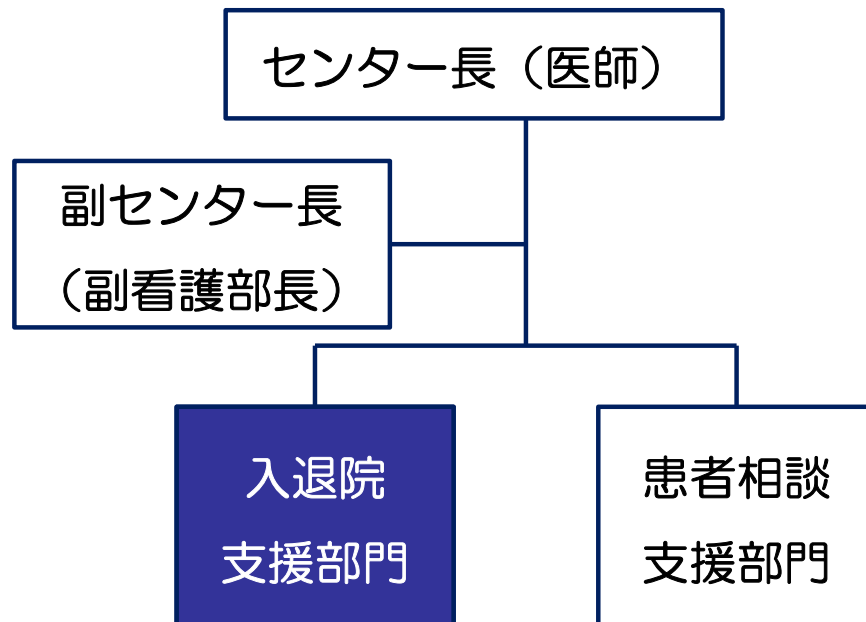 センター長（医師）
副センター長
（副看護部長）
入退院
支援部門
患者相談
支援部門